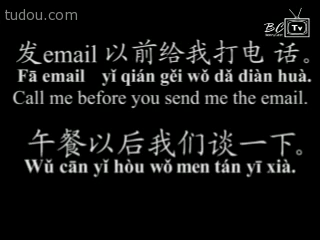 tudou.com
BC Tv
发email 以前给我打电 话。
Fā email yǐ qián gěi wǒ dǎ diàn huà.
Call me before you send me the email.
午餐以后我们谈一下。
Wǔ cān yǐ hòu wǒ men tán yī xià.